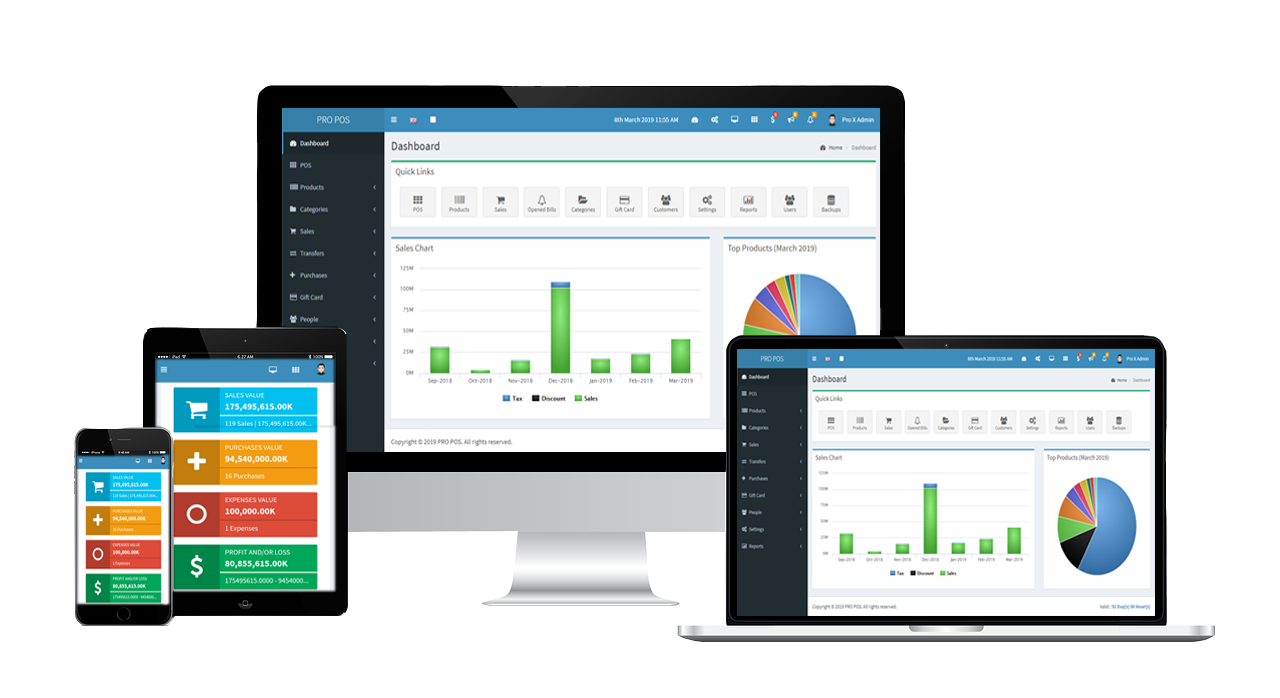 PRO POS
8th March 2019 11:55 AM
Pro X Admin
Dashboard
POS
Products
Categories
Sales
Transfers
Purchases
Gift Card
People
Dashboard
Home
Dashboard
Quick Links
POS
Products
Sales
Opened Bills
Categories
Gift Card
Customers
Settings
Reports
Users
Backups
Sales Chart
125M
100M
75M
50M
25M
0M
Sep-2018 Oct-2018 Nov-2018 Dec-2018 Jan-2019 Feb-2019 Mar-2019
Tax Discount Sales
Top Products (March 2019)
Copyright © 2019 PRO POS. All rights reserved.
iPad
6:27 AM
100%
SALES VALUE
175,495,615.00K
119 Sales | 175,495,615.00K...
PURCHASES VALUE
94,540,000.00K
16 Purchases
EXPENSES VALUE
100,000.00K
1 Expenses
PROFIT AND/OR LOSS
80,855,615.00K
175495615.0000 - 9454000...
SALES VALUE
175,495,615.00K
119 Sales | 175,495,615.00K...
PURCHASES VALUE
94,540,000.00K
16 Purchases
EXPENSES VALUE
100,000.00K
1 Expenses
PROFIT AND/OR LOSS
80,855,615.00K
175495615.0000 - 9454000...
PRO POS
8th March 2019 11:55 AM
Pro X Admin
Dashboard
POS
Products
Categories
Sales
Transfers
Purchases
Gift Card
People
Settings
Reports
Dashboard
Home
Dashboard
Quick Links
POS
Products
Sales
Opened Bills
Categories
Gift Card
Customers
Settings
Reports
Users
Backups
Sales Chart
125M
100M
75M
50M
25M
0M
Sep-2018 Oct-2018 Nov-2018 Dec-2018 Jan-2019 Feb-2019 Mar-2019
Tax Discount Sales
Top Products (March 2019)
Copyright © 2019 PRO POS. All rights reserved.